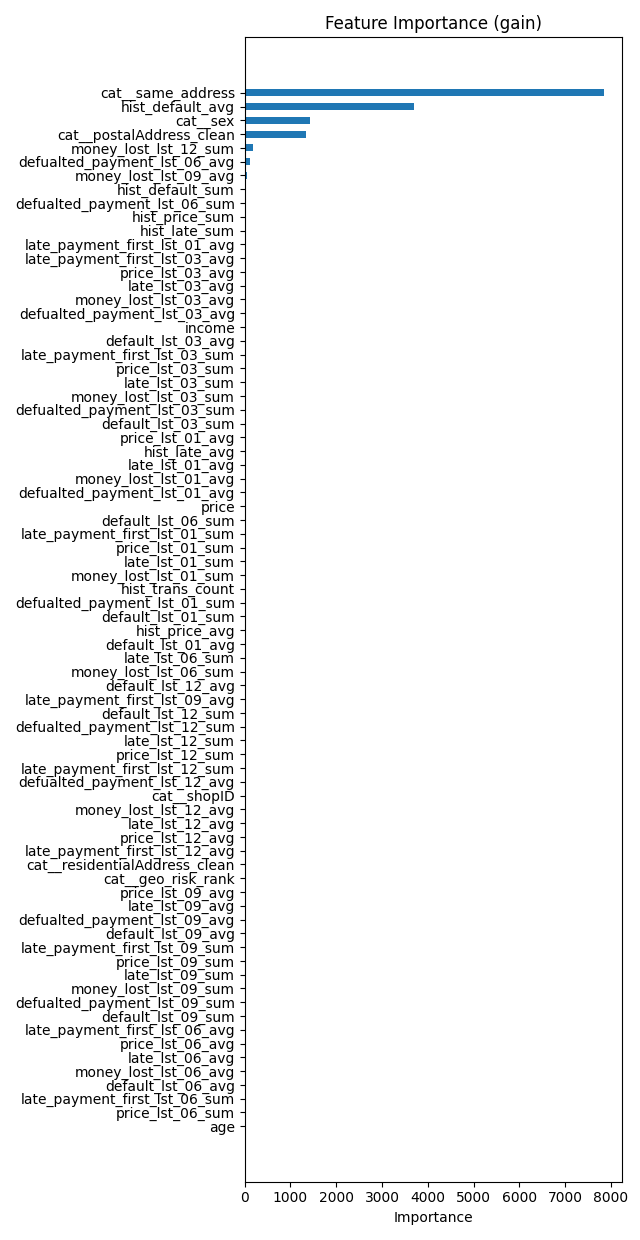 Feature Importance (gain)
cat__same_address
hist_default_avg
cat__sex
cat__postalAddress_clean
money_lost_lst_12_sum
defualted_payment_lst_06_avg
money_lost_lst_09_avg
hist_default_sum
defualted_payment_lst_06_sum
hist_price_sum
hist_late_sum
late_payment_first_lst_01_avg
late_payment_first_lst_03_avg
price_lst_03_avg
late_lst_03_avg
money_lost_lst_03_avg
defualted_payment_lst_03_avg
income
default_lst_03_avg
late_payment_first_lst_03_sum
price_lst_03_sum
late_lst_03_sum
money_lost_lst_03_sum
defualted_payment_lst_03_sum
default_lst_03_sum
price_lst_01_avg
hist_late_avg
late_lst_01_avg
money_lost_lst_01_avg
defualted_payment_lst_01_avg
price
default_lst_06_sum
late_payment_first_lst_01_sum
price_lst_01_sum
late_lst_01_sum
money_lost_lst_01_sum
hist_trans_count
defualted_payment_lst_01_sum
default_lst_01_sum
hist_price_avg
default_lst_01_avg
late_lst_06_sum
money_lost_lst_06_sum
default_lst_12_avg
late_payment_first_lst_09_avg
default_lst_12_sum
defualted_payment_lst_12_sum
late_lst_12_sum
price_lst_12_sum
late_payment_first_lst_12_sum
defualted_payment_lst_12_avg
cat__shopID
money_lost_lst_12_avg
late_lst_12_avg
price_lst_12_avg
late_payment_first_lst_12_avg
cat__residentialAddress_clean
cat__geo_risk_rank
price_lst_09_avg
late_lst_09_avg
defualted_payment_lst_09_avg
default_lst_09_avg
late_payment_first_lst_09_sum
price_lst_09_sum
late_lst_09_sum
money_lost_lst_09_sum
defualted_payment_lst_09_sum
default_lst_09_sum
late_payment_first_lst_06_avg
price_lst_06_avg
late_lst_06_avg
money_lost_lst_06_avg
default_lst_06_avg
late_payment_first_lst_06_sum
price_lst_06_sum
age
0 1000 2000 3000 4000 5000 6000 7000 8000
Importance